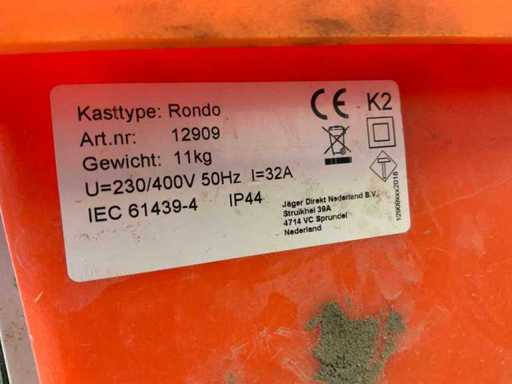 Kasttype: Rondo
Art.nr: 12909
Gewicht: 11kg
U=230/400V 50Hz I=32A
IEC 61439-4 IP44
CE K2
Jäger Direkt Nederland B.V.
Struikhei 39A
4714 VC Sprundel
Nederland